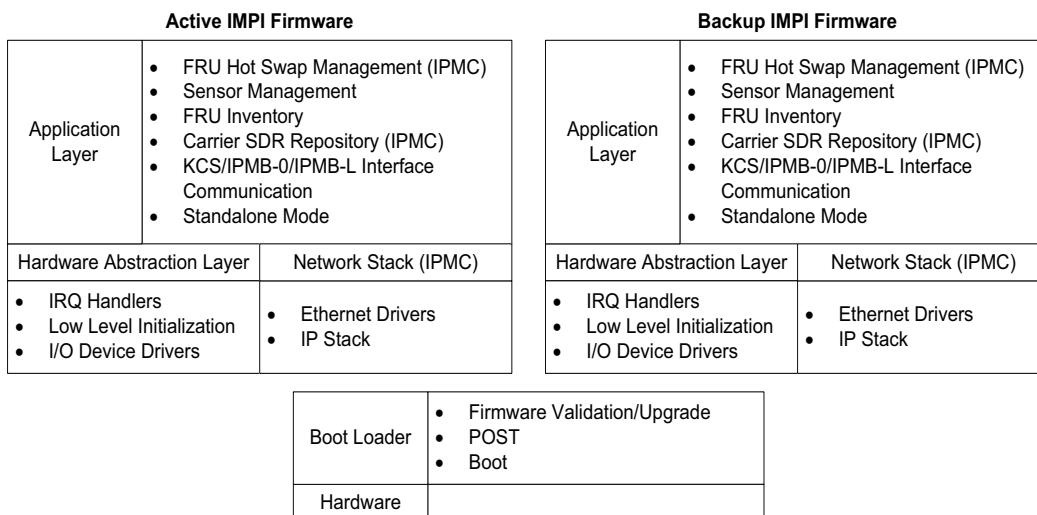 Active IMPI Firmware
Application
Layer
• FRU Hot Swap Management (IPMC)
• Sensor Management
• FRU Inventory
• Carrier SDR Repository (IPMC)
• KCS/IPMB-0/IPMB-L Interface
Communication
• Standalone Mode
Hardware Abstraction Layer
Network Stack (IPMC)
• IRQ Handlers
• Low Level Initialization
• I/O Device Drivers
• Ethernet Drivers
• IP Stack
Backup IMPI Firmware
Application
Layer
• FRU Hot Swap Management (IPMC)
• Sensor Management
• FRU Inventory
• Carrier SDR Repository (IPMC)
• KCS/IPMB-0/IPMB-L Interface
Communication
• Standalone Mode
Hardware Abstraction Layer
Network Stack (IPMC)
• IRQ Handlers
• Low Level Initialization
• I/O Device Drivers
• Ethernet Drivers
• IP Stack
Boot Loader
• Firmware Validation/Upgrade
• POST
• Boot
Hardware